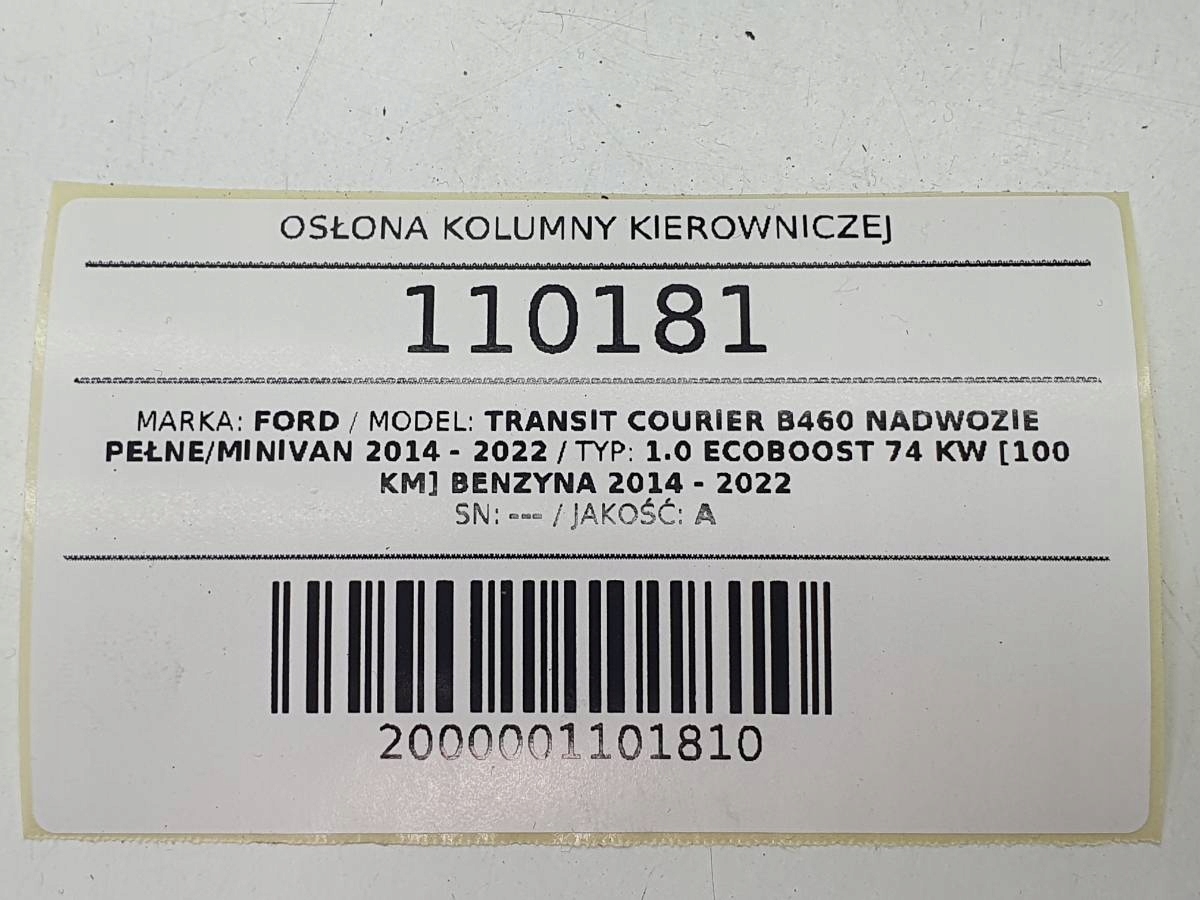 OSŁONA KOLUMNY KIEROWNICZEJ
110181
MARKA: FORD / MODEL: TRANSIT COURIER B460 NADWOZIE
PEŁNE/MINIVAN 2014 - 2022 / TYP: 1.0 ECOBOOST 74 KW [100
KM] BENZYNA 2014 - 2022
SN: --- / JAKOŚĆ: A
2000001101810